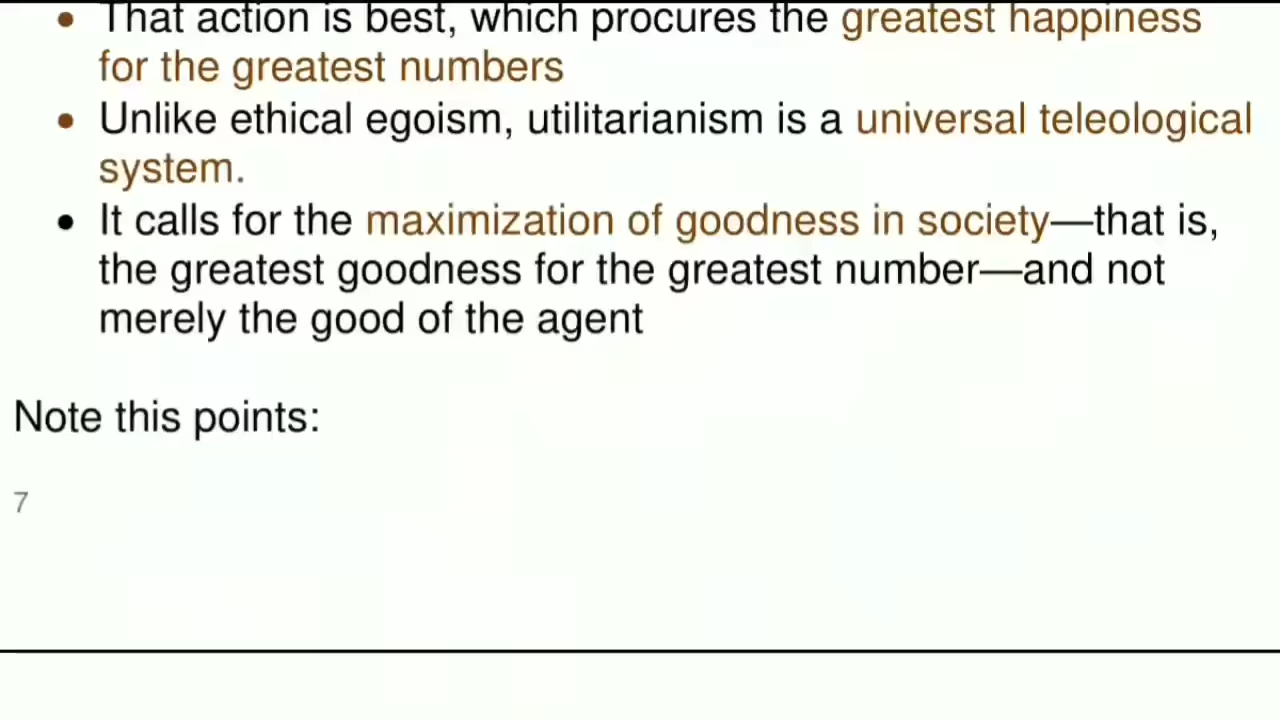 • That action is best, which procures the greatest happiness
for the greatest numbers
• Unlike ethical egoism, utilitarianism is a universal teleological
system.
• It calls for the maximization of goodness in society—that is,
the greatest goodness for the greatest number—and not
merely the good of the agent
Note this points:
7